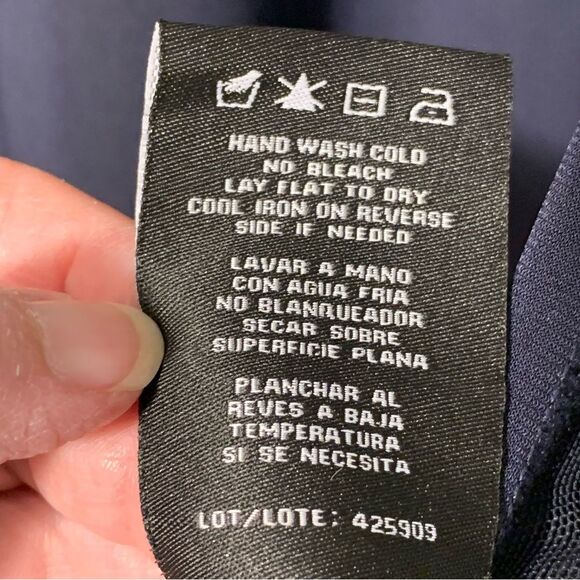 HAND WASH COLD
NO BLEACH
LAY FLAT TO DRY
COOL IRON ON REVERSE
SIDE IF NEEDED
LAVAR A MANO
CON AGUA FRIA
NO BLANQUEADOR
SECAR SOBRE
SUPERFICIE PLANA
PLANCHAR AL
REVES A BAJA
TEMPERATURA
SI SE NECESITA
LOT/LOTE: 425909